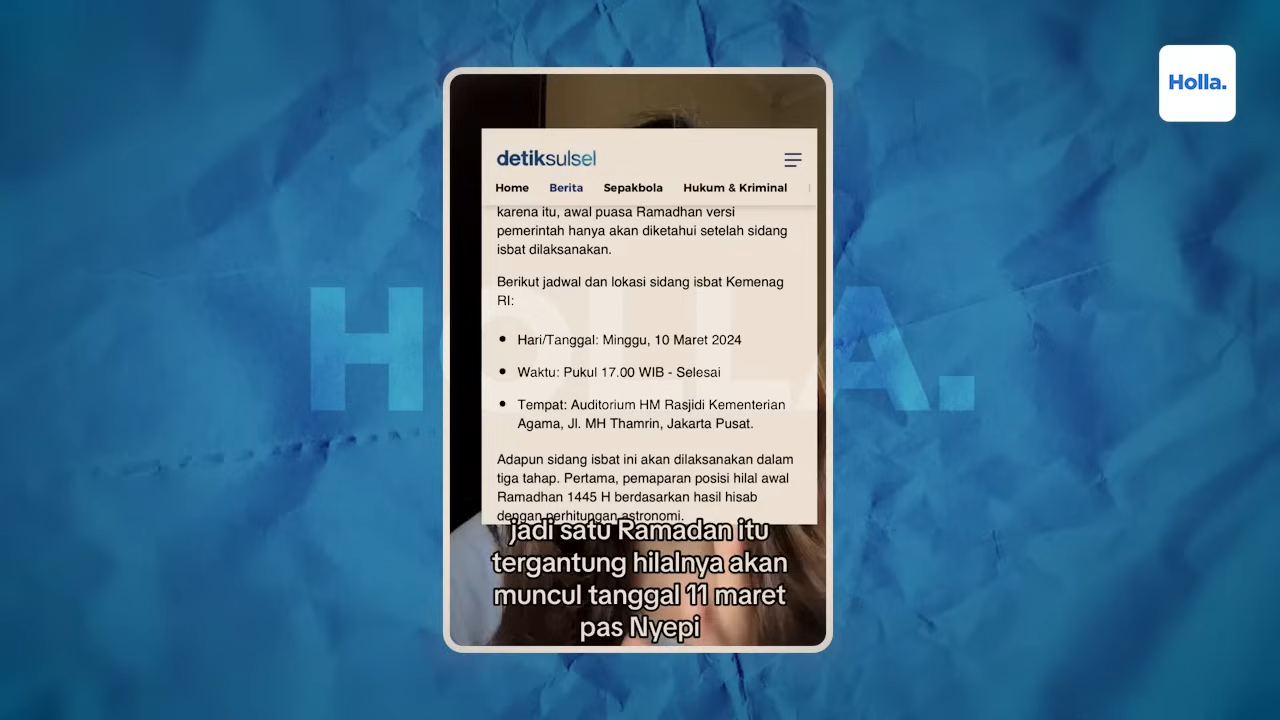 Holla.
detiksulsel
Home Berita Sepakbola Hukum & Kriminal
karena itu, awal puasa Ramadhan versi
pemerintah hanya akan diketahui setelah sidang
isbat dilaksanakan.
Berikut jadwal dan lokasi sidang isbat Kemenag
RI:
HOLLA.
• Hari/Tanggal: Minggu, 10 Maret 2024
• Waktu: Pukul 17.00 WIB - Selesai
• Tempat: Auditorium HM Rasjidi Kementerian
Agama, Jl. MH Thamrin, Jakarta Pusat.
Adapun sidang isbat ini akan dilaksanakan dalam
tiga tahap. Pertama, pemaparan posisi hilal awal
Ramadhan 1445 H berdasarkan hasil hisab
dengan perhitungan astronomi.
jadi satu Ramadan itu
tergantung hilalnya akan
muncul tanggal 11 maret
pas Nyepi